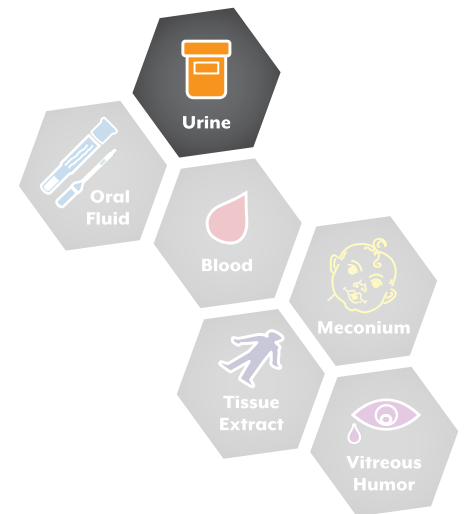 Urine
Oral
Fluid
Blood
Meconium
Tissue
Extract
Vitreous
Humor